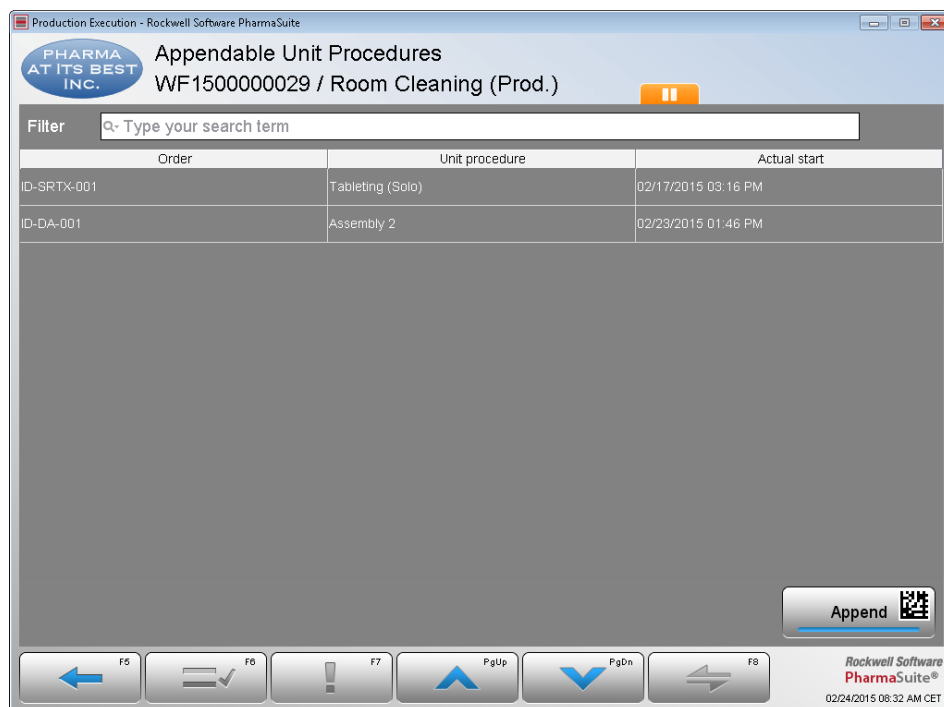 Production Execution - Rockwell Software PharmaSuite
PHARMA
AT ITS BEST
INC.
Appendable Unit Procedures
WF1500000029 / Room Cleaning (Prod.)
Filter
Type your search term
Order Unit procedure Actual start
ID-SRTX-001 Tableting (Solo) 02/17/2015 03:16 PM
ID-DA-001 Assembly 2 02/23/2015 01:46 PM
Append
F5 F6 F7 PgUp PgDn F8
Rockwell Software
PharmaSuite®
02/24/2015 08:32 AM CET